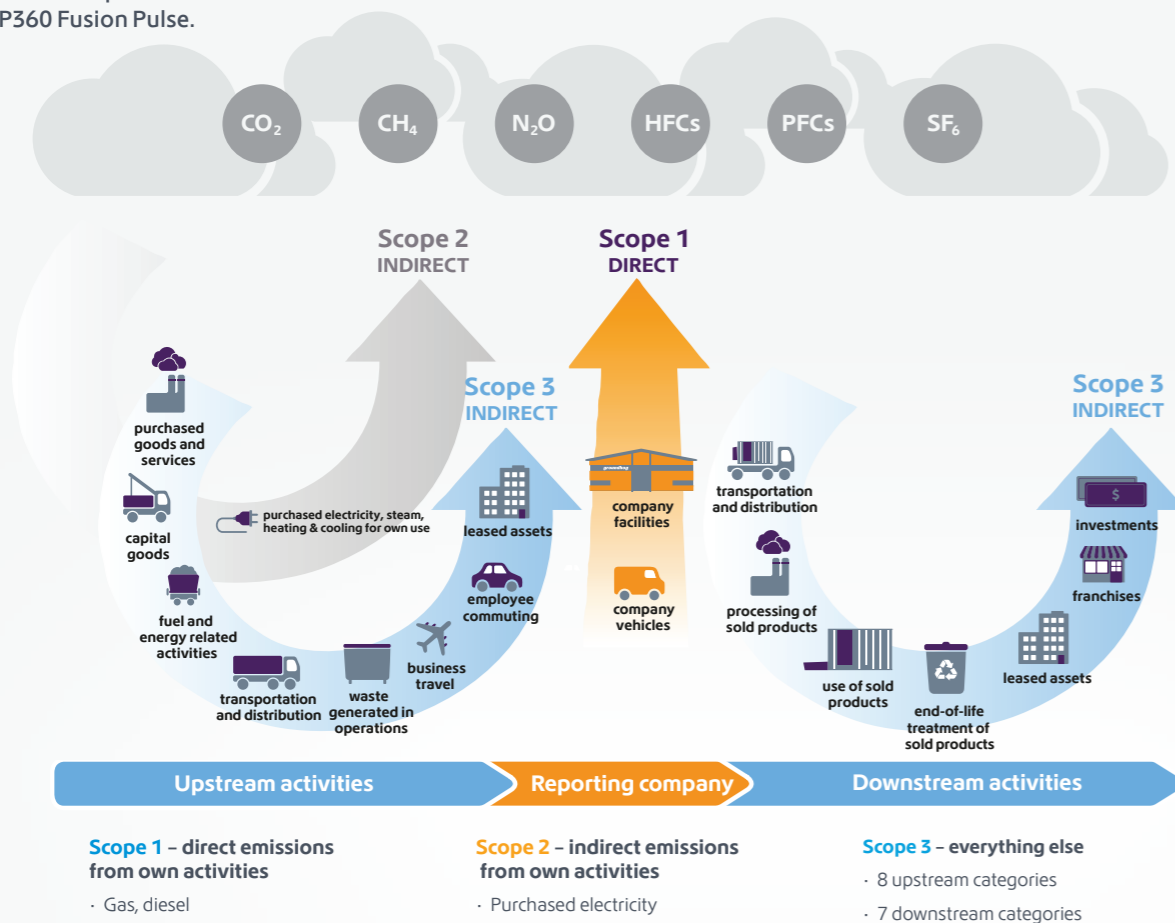 P360 Fusion Pulse.
CO₂
CH₄
N₂O
HFCs
PFCs
SF₆
Scope 2
INDIRECT
Scope 1
DIRECT
Scope 3
INDIRECT
Scope 3
INDIRECT
purchased
goods and
services
capital
goods
fuel and
energy related
activities
transportation
and distribution
waste
generated in
operations
business
travel
employee
commuting
leased assets
purchased electricity, steam,
heating & cooling for own use
company
facilities
company
vehicles
transportation
and distribution
processing of
sold products
use of sold
products
end-of-life
treatment of
sold products
leased assets
franchises
$
investments
Upstream activities
Reporting company
Downstream activities
Scope 1 – direct emissions
from own activities
· Gas, diesel
Scope 2 – indirect emissions
from own activities
· Purchased electricity
Scope 3 – everything else
· 8 upstream categories
· 7 downstream categories